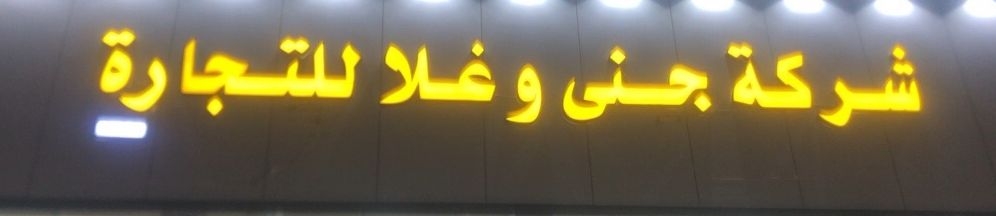 شركة جنى وغلا للتجارة